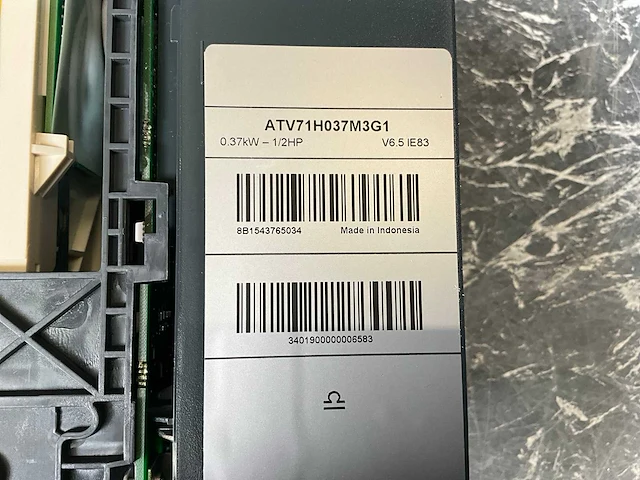 ATV71H037M3G1
0.37kW – 1/2HP V6.5 IE83
8B1543765034 Made in Indonesia
3401900000006583